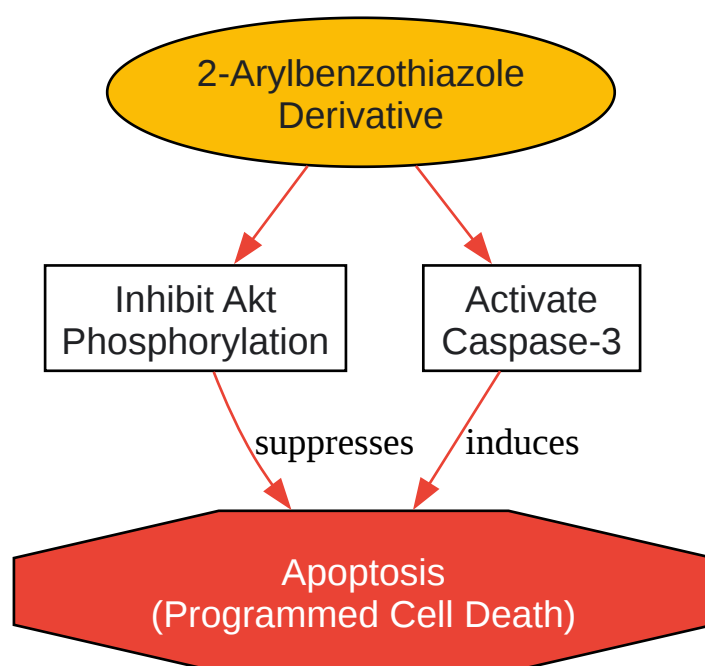 2-Arylbenzothiazole
Derivative
Inhibit Akt
Phosphorylation
Activate
Caspase-3
suppresses
induces
Apoptosis
(Programmed Cell Death)